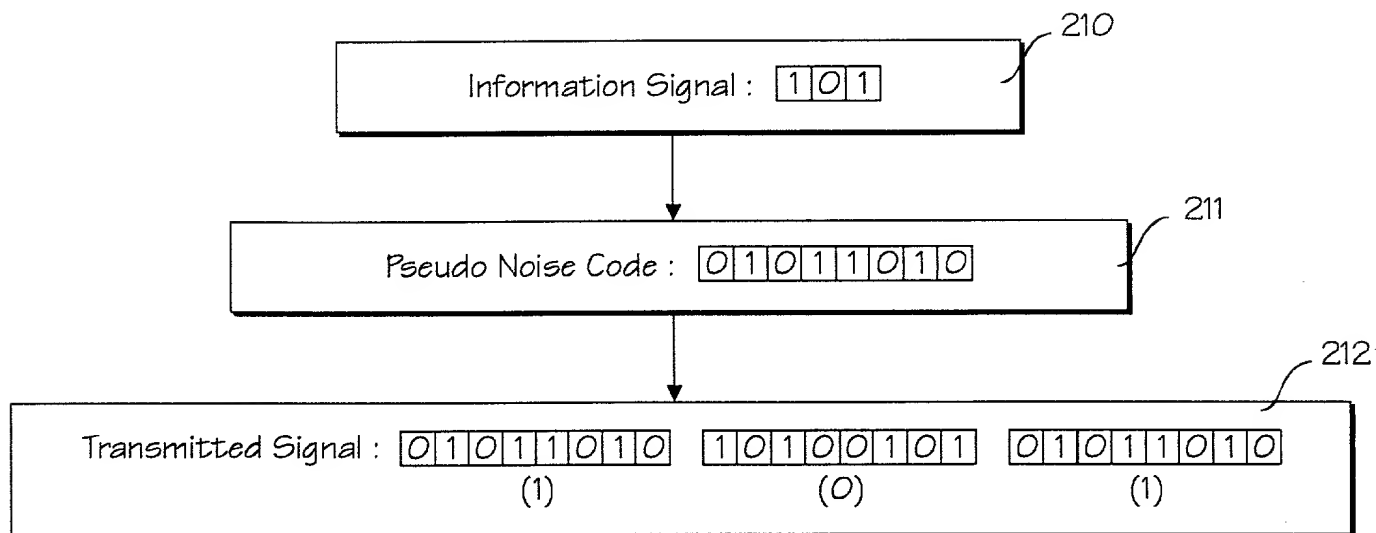 210
Information Signal : 1 0 1
211
Pseudo Noise Code : 0 1 0 1 1 0 1 0
212
Transmitted Signal : 0 1 0 1 1 0 1 0 1 0 1 0 0 1 0 1 0 1 0 1 1 0 1 0
(1) (0) (1)